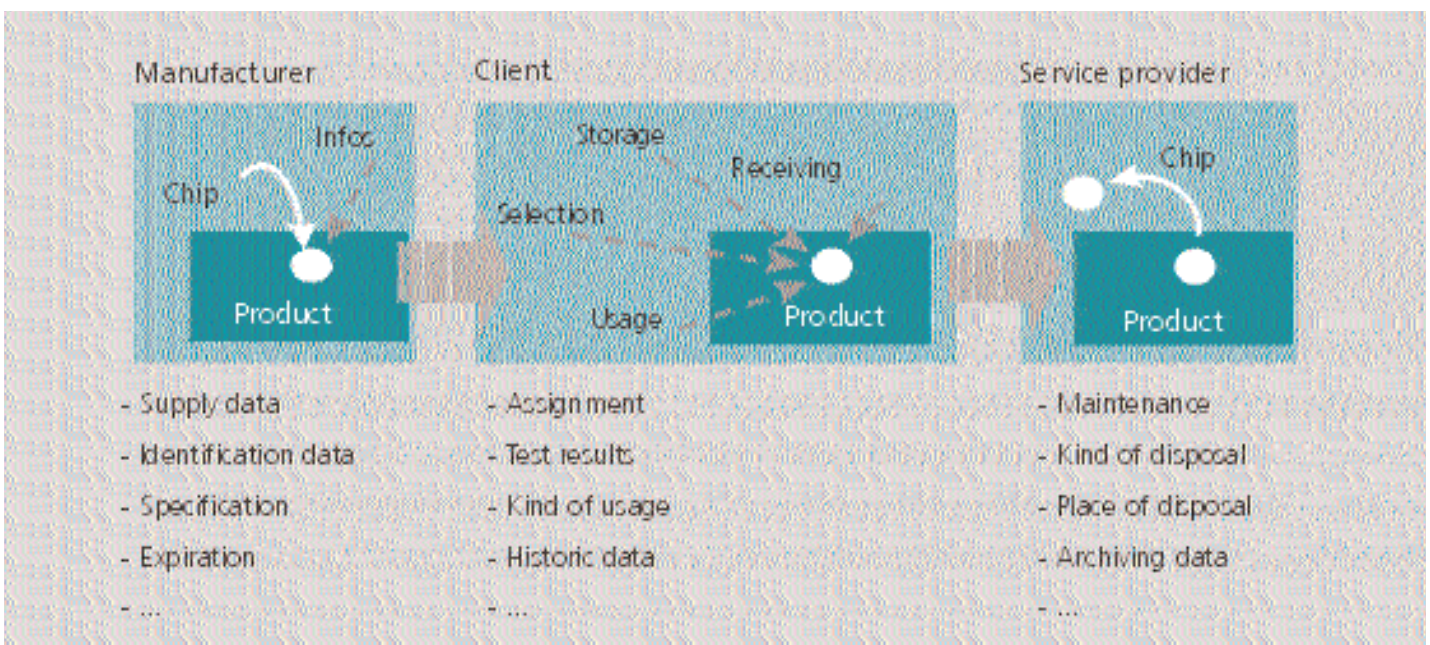 Manufacturer
Infos
Chip
Product
- Supply data
- Identification data
- Specification
- Expiration
- ...
Client
Storage
Receiving
Selection
Usage
Product
- Assignment
- Test results
- Kind of usage
- Historic data
- ...
Service provider
Chip
Product
- Maintenance
- Kind of disposal
- Place of disposal
- Archiving data
- ...